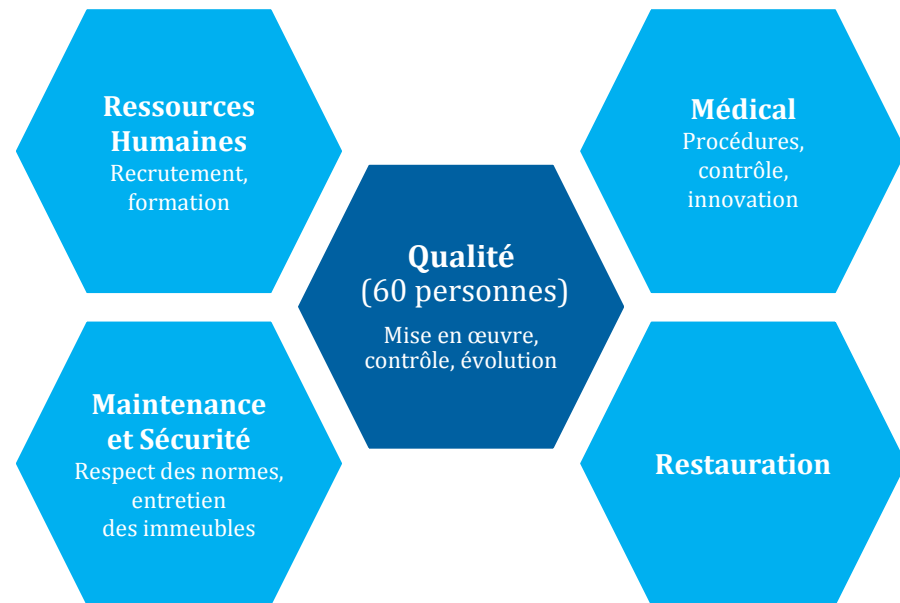 Ressources
Humaines
Recrutement,
formation
Médical
Procédures,
contrôle,
innovation
Qualité
(60 personnes)
Mise en œuvre,
contrôle, évolution
Maintenance
et Sécurité
Respect des normes,
entretien
des immeubles
Restauration